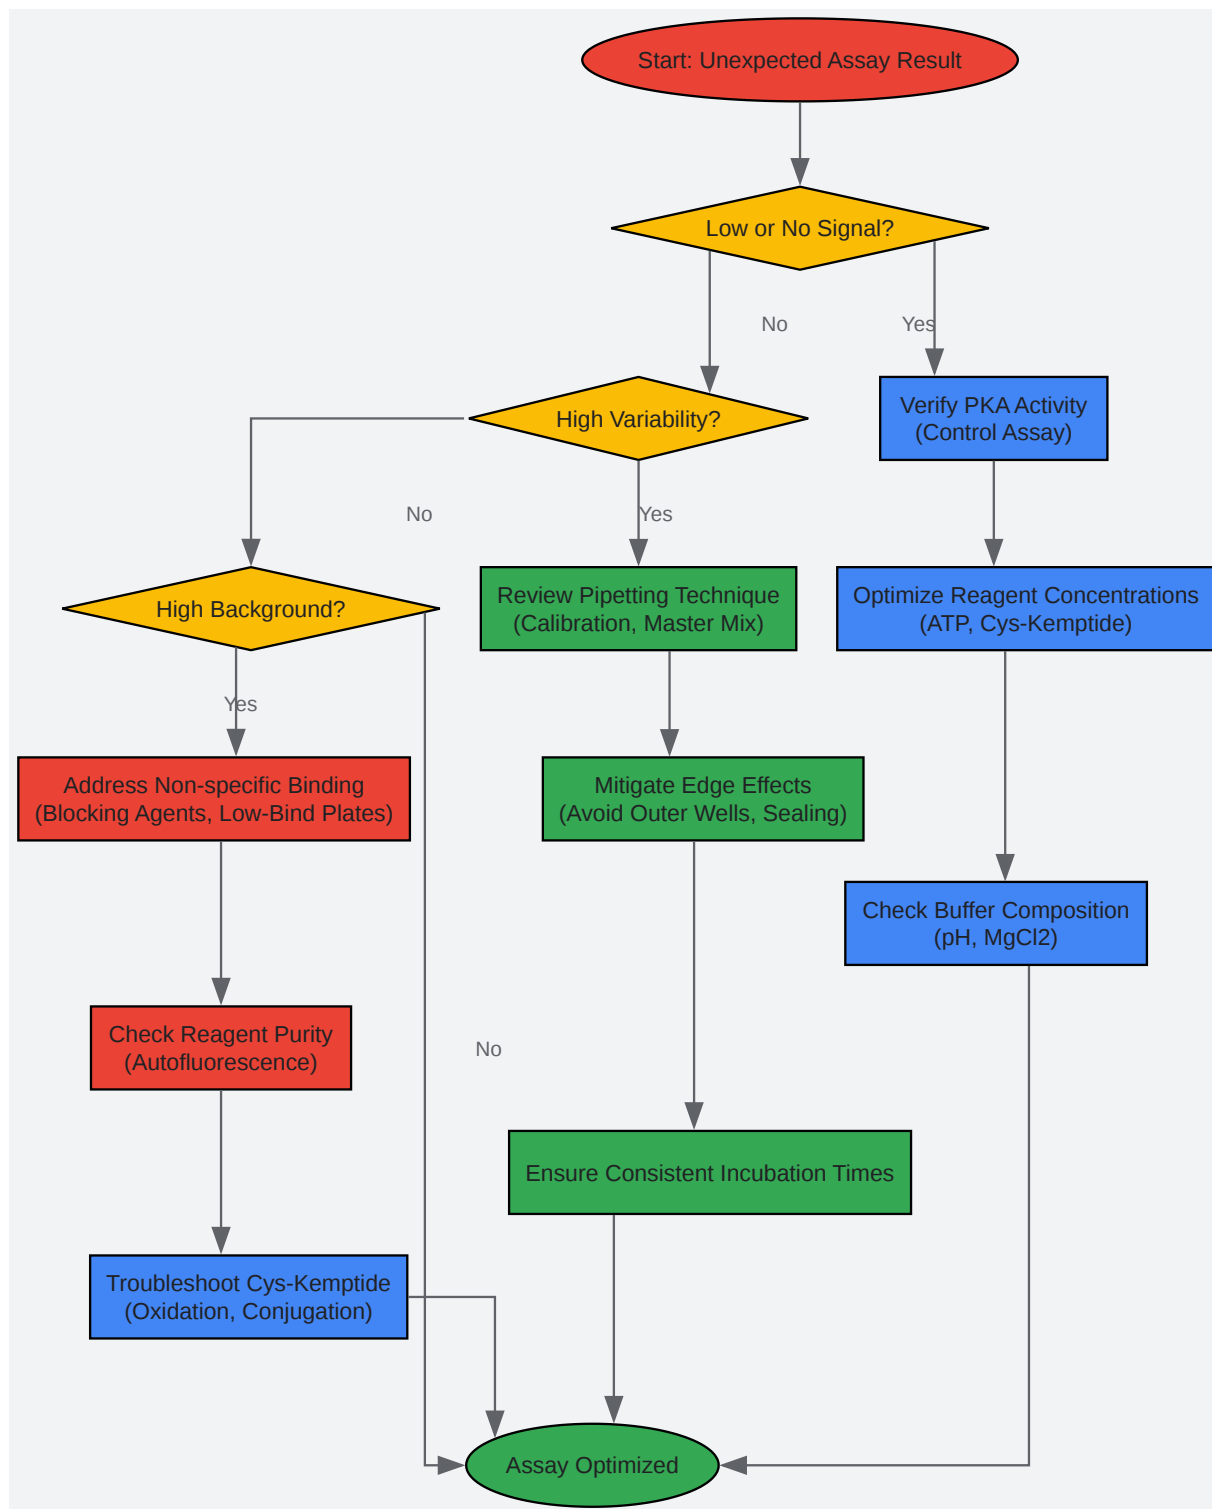 Start: Unexpected Assay Result
Low or No Signal?
No
Yes
High Variability?
Verify PKA Activity
(Control Assay)
No
Yes
High Background?
Review Pipetting Technique
(Calibration, Master Mix)
Optimize Reagent Concentrations
(ATP, Cys-Kemptide)
Yes
Address Non-specific Binding
(Blocking Agents, Low-Bind Plates)
Mitigate Edge Effects
(Avoid Outer Wells, Sealing)
Check Buffer Composition
(pH, MgCl2)
Check Reagent Purity
(Autofluorescence)
No
Ensure Consistent Incubation Times
Troubleshoot Cys-Kemptide
(Oxidation, Conjugation)
Assay Optimized